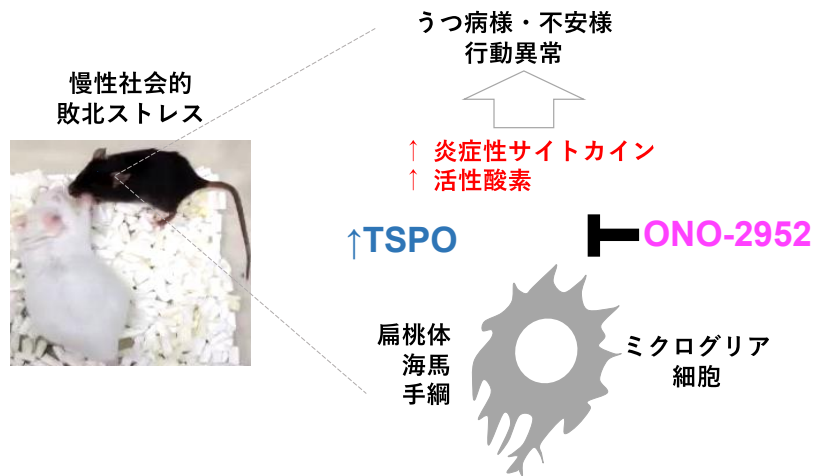 慢性社会的
敗北ストレス
うつ病様・不安様
行動異常
↑ 炎症性サイトカイン
↑ 活性酸素
↑TSPO
ONO-2952
扁桃体
海馬
手綱
ミクログリア
細胞